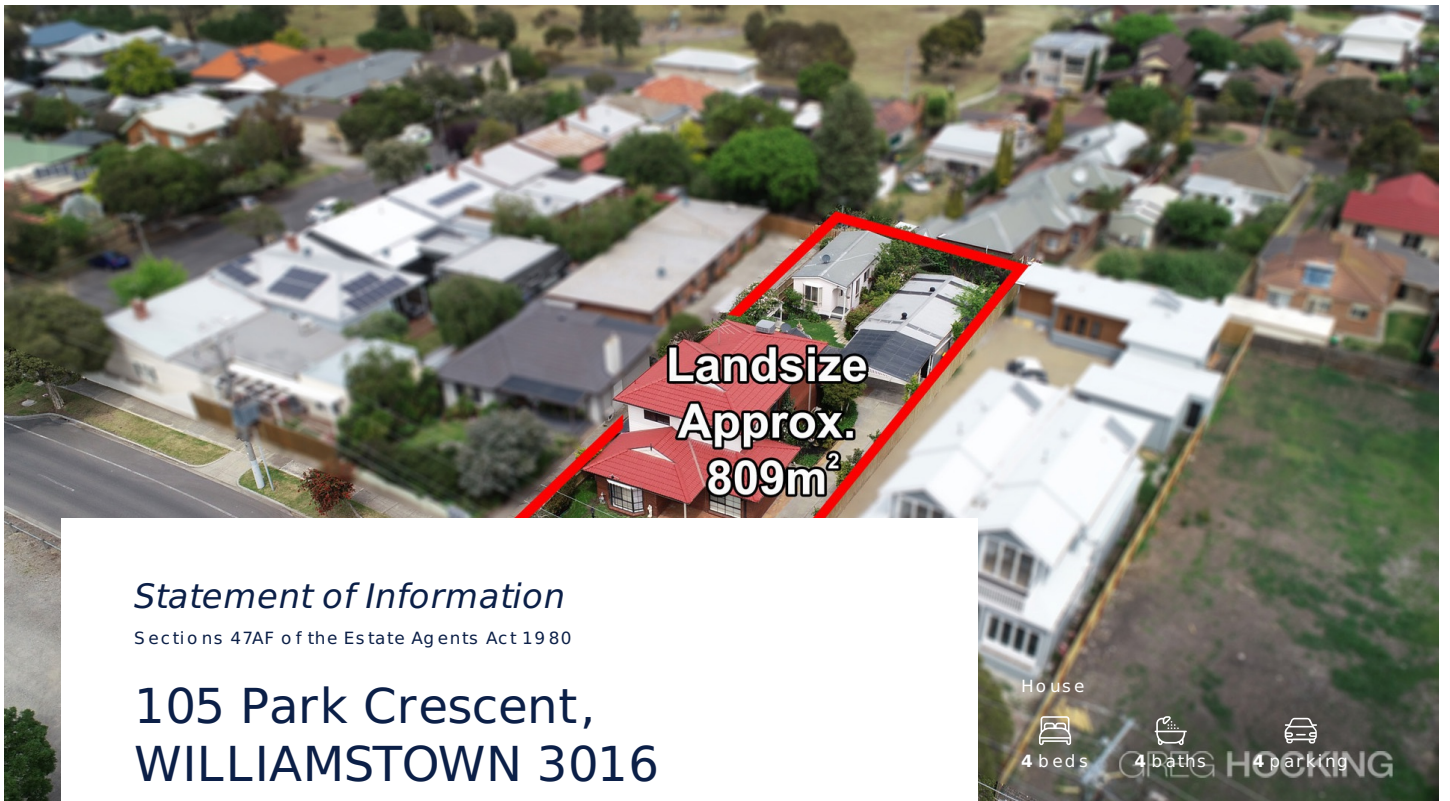 Landsize
Approx.
809m²
Statement of Information
Sections 47AF of the Estate Agents Act 1980
105 Park Crescent,
WILLIAMSTOWN 3016
House
4 beds 4 baths 4 parking
GREG HOCKING